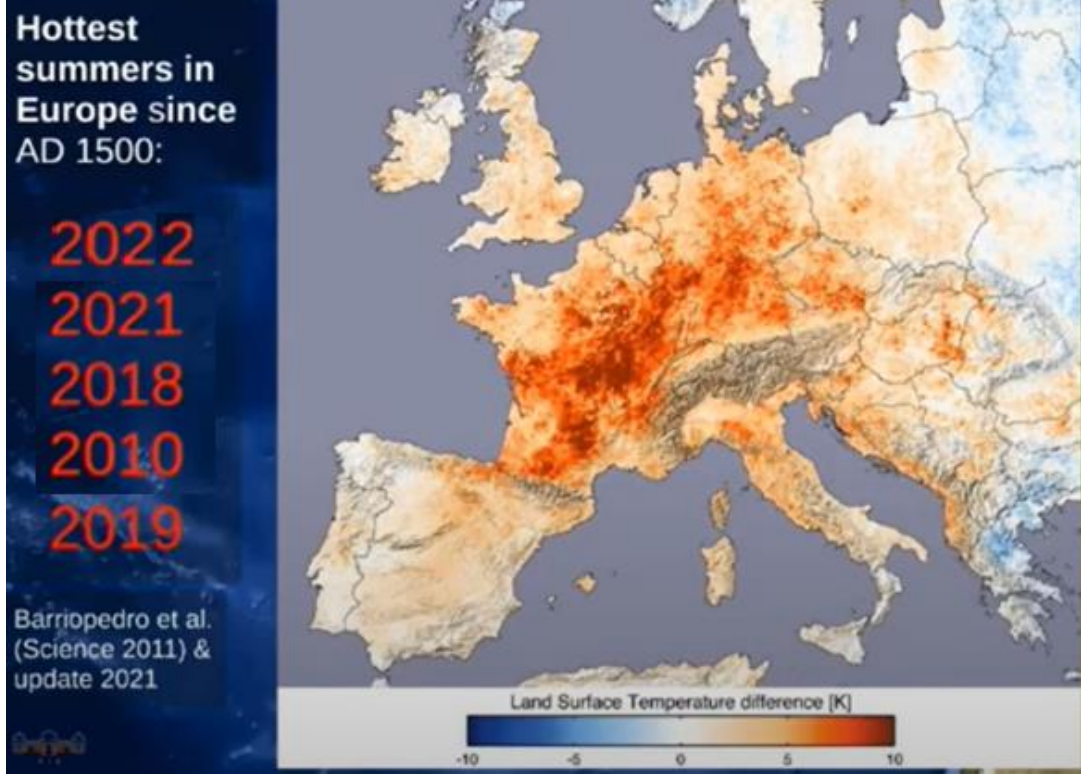 Hottest
summers in
Europe since
AD 1500:
2022
2021
2018
2010
2019
Barriopedro et al.
(Science 2011) &
update 2021
Land Surface Temperature difference [K]
-10 -5 0 5 10